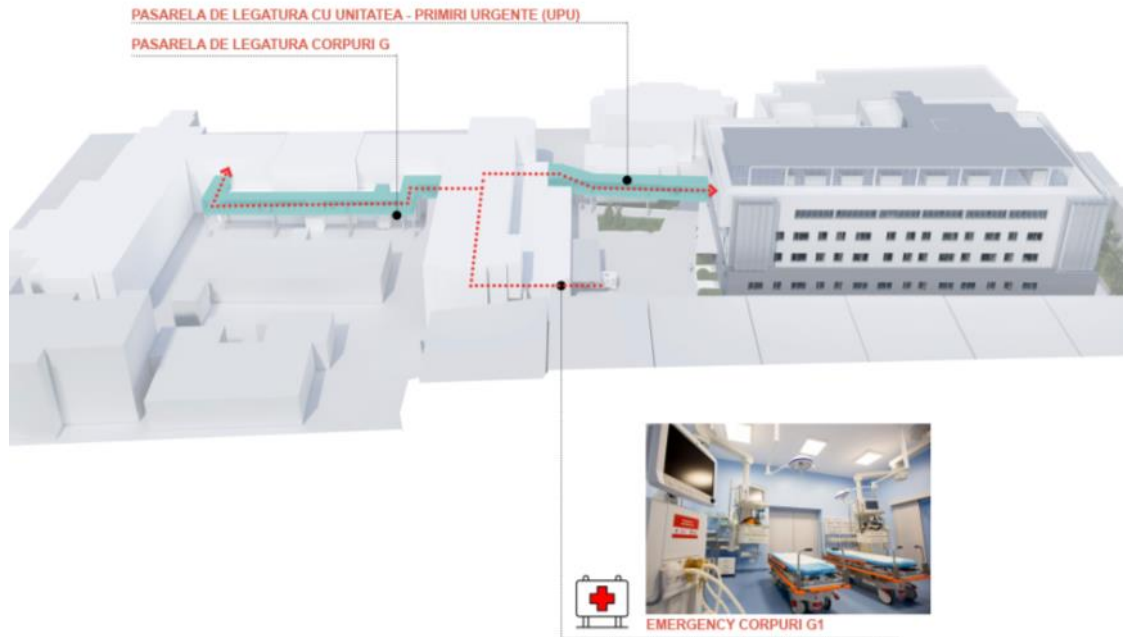 PASARELA DE LEGATURA CU UNITATEA - PRIMIRI URGENTE (UPU)
PASARELA DE LEGATURA CORPURI G
EMERGENCY CORPURI G1